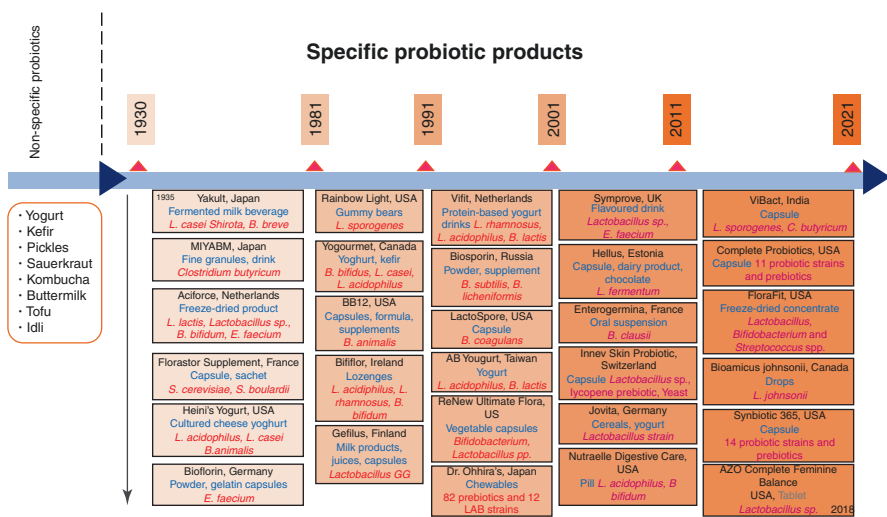 Specific probiotic products
Non-specific probiotics
1930
1981
1991
2001
2011
2021
· Yogurt
· Kefir
· Pickles
· Sauerkraut
· Kombucha
· Buttermilk
· Tofu
· Idli
1935
Yakult, Japan
Fermented milk beverage
L. casei Shirota, B. breve
MIYABM, Japan
Fine granules, drink
Clostridium butyricum
Aciforce, Netherlands
Freeze-dried product
L. lactis, Lactobacillus sp.,
B. bifidum, E. faecium
Florastor Supplement, France
Capsule, sachet
S. cerevisiae, S. boulardii
Heini's Yogurt, USA
Cultured cheese yoghurt
L. acidophilus, L. casei
B.animalis
Bioflorin, Germany
Powder, gelatin capsules
E. faecium
Rainbow Light, USA
Gummy bears
L. sporogenes
Yogourmet, Canada
Yoghurt, kefir
B. bifidus, L. casei,
L. acidophilus
BB12, USA
Capsules, formula,
supplements
B. animalis
Bififlor, Ireland
Lozenges
L. acidiphilus, L.
rhamnosus, B.
bifidum
Gefilus, Finland
Milk products,
juices, capsules
Lactobacillus GG
Vifit, Netherlands
Protein-based yogurt
drinks L. rhamnosus,
L. acidophilus, B. lactis
Biosporin, Russia
Powder, supplement
B. subtilis, B.
licheniformis
LactoSpore, USA
Capsule
B. coagulans
AB Yougurt, Taiwan
Yogurt
L. acidophilus, B. lactis
ReNew Ultimate Flora,
US
Vegetable capsules
Bifidobacterium,
Lactobacillus pp.
Dr. Ohhira's, Japan
Chewables
82 prebiotics and 12
LAB strains
Symprove, UK
Flavoured drink
Lactobacillus sp.,
E. faecium
Hellus, Estonia
Capsule, dairy product,
chocolate
L. fermentum
Enterogermina, France
Oral suspension
B. clausii
Innev Skin Probiotic,
Switzerland
Capsule Lactobacillus sp.,
lycopene prebiotic, Yeast
Jovita, Germany
Cereals, yogurt
Lactobacillus strain
Nutraelle Digestive Care,
USA
Pill L. acidophilus, B
bifidum
ViBact, India
Capsule
L. sporogenes, C. butyricum
Complete Probiotics, USA
Capsule 11 probiotic strains
and prebiotics
FloraFit, USA
Freeze-dried concentrate
Lactobacillus,
Bifidobacterium and
Streptococcus spp.
Bioamicus johnsonii, Canada
Drops
L. johnsonii
Synbiotic 365, USA
Capsule
14 probiotic strains and
prebiotics
AZO Complete Feminine
Balance
USA, Tablet
Lactobacillus sp. 2018